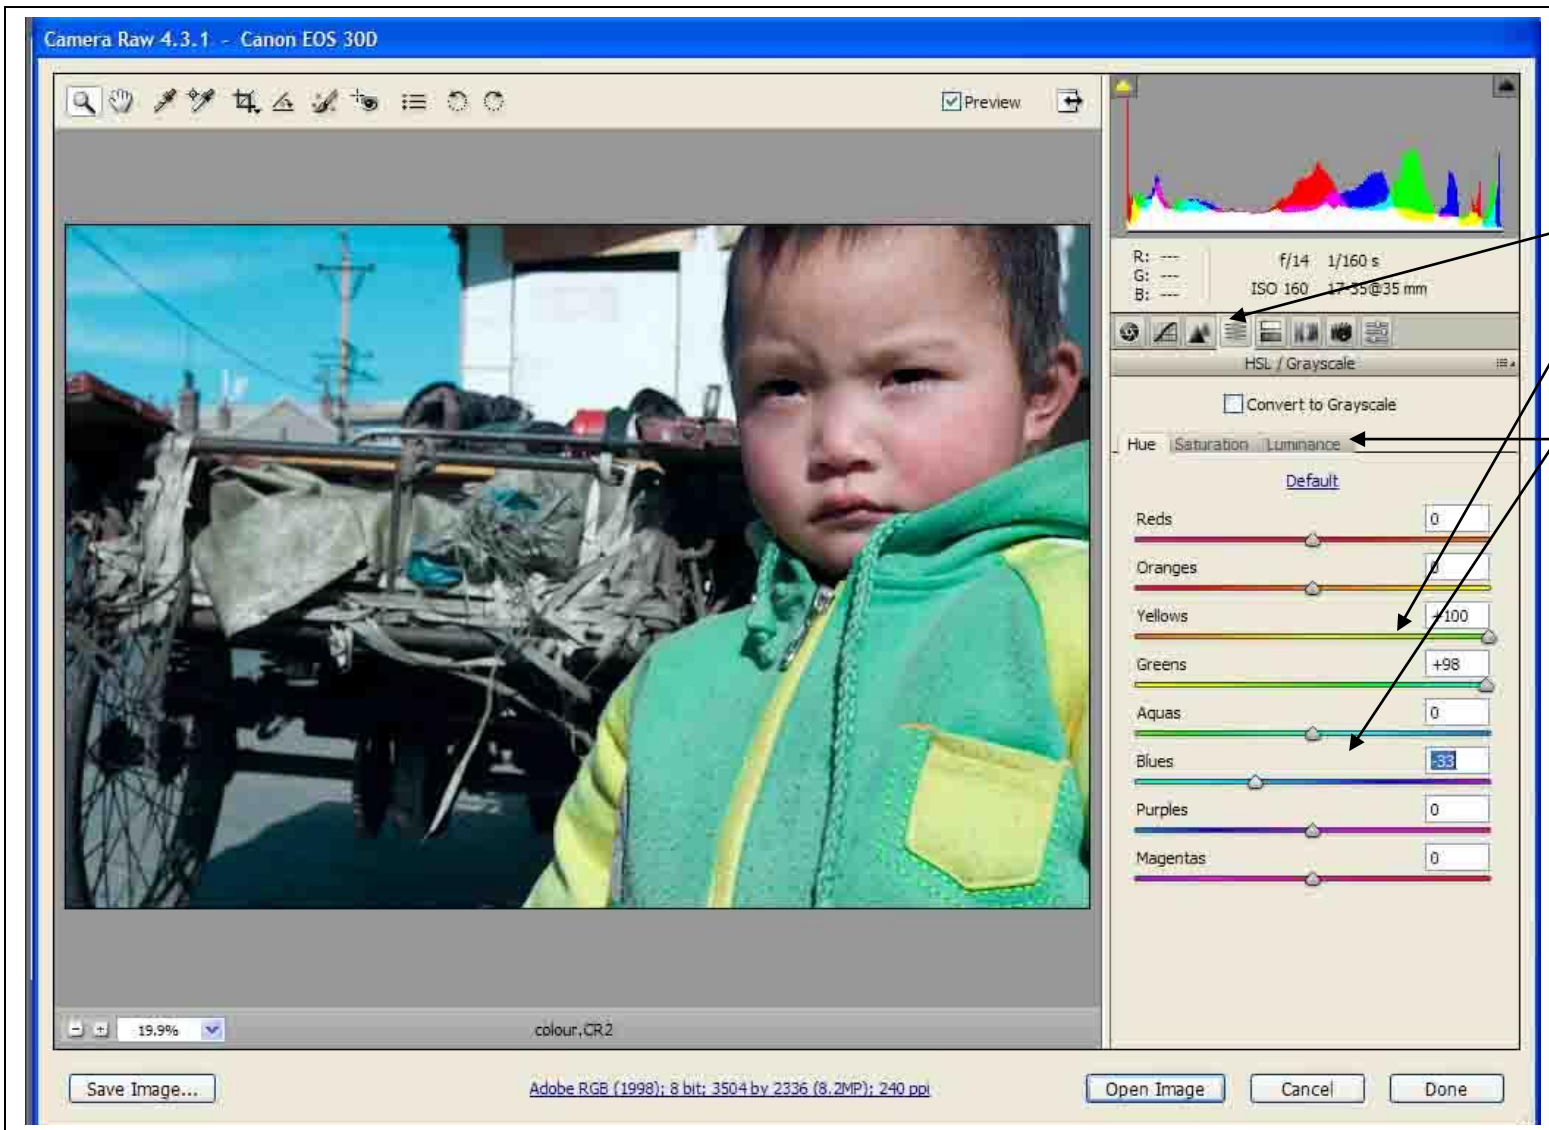 Camera Raw 4.3.1 - Canon EOS 30D
Preview
R: ---
G: ---
B: ---
f/14 1/160 s
ISO 160 17-35@35 mm
HSL / Grayscale
Convert to Grayscale
Hue Saturation Luminance
Default
Reds 0
Oranges 0
Yellows +100
Greens +98
Aquas 0
Blues -33
Purples 0
Magentas 0
19.9%
colour.CR2
Save Image...
Adobe RGB (1998); 8 bit; 3504 by 2336 (8.2MP); 240 ppi
Open Image
Cancel
Done